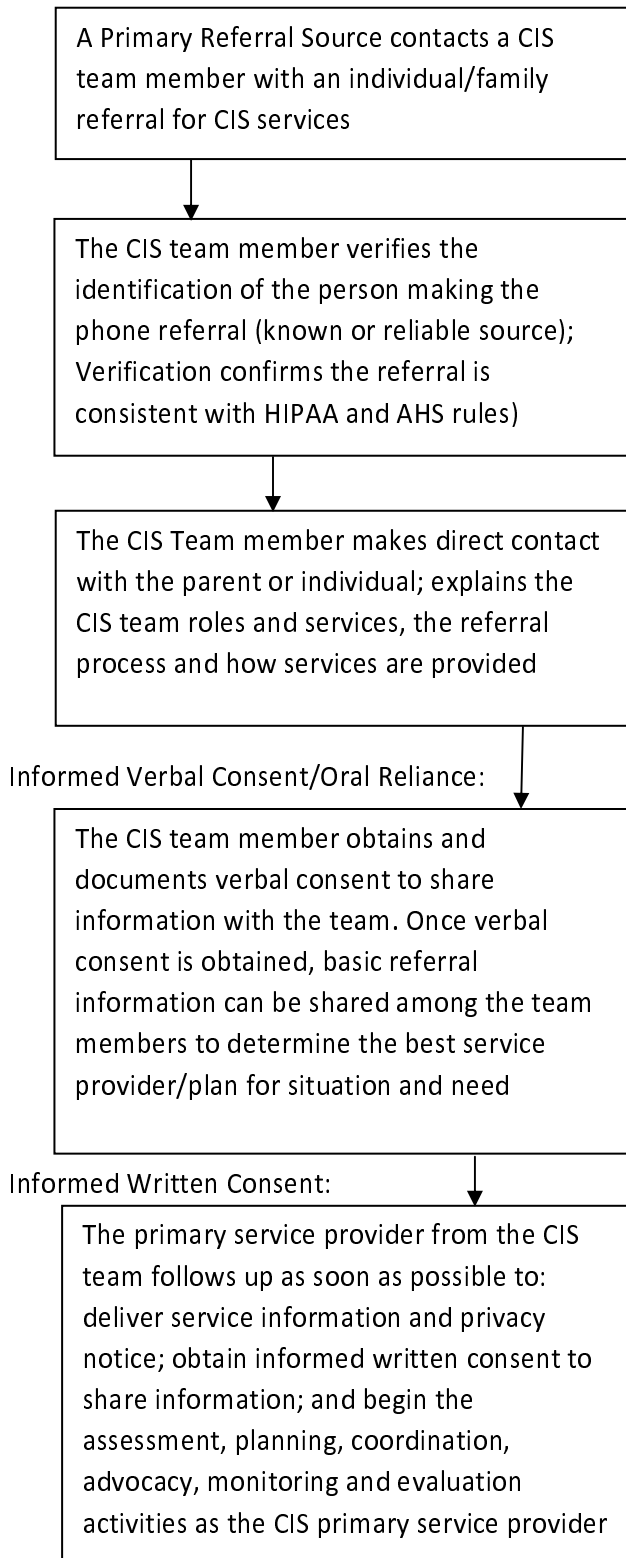 A Primary Referral Source contacts a CIS
team member with an individual/family
referral for CIS services
The CIS team member verifies the
identification of the person making the
phone referral (known or reliable source);
Verification confirms the referral is
consistent with HIPAA and AHS rules)
The CIS Team member makes direct contact
with the parent or individual; explains the
CIS team roles and services, the referral
process and how services are provided
Informed Verbal Consent/Oral Reliance:
The CIS team member obtains and
documents verbal consent to share
information with the team. Once verbal
consent is obtained, basic referral
information can be shared among the team
members to determine the best service
provider/plan for situation and need
Informed Written Consent:
The primary service provider from the CIS
team follows up as soon as possible to:
deliver service information and privacy
notice; obtain informed written consent to
share information; and begin the
assessment, planning, coordination,
advocacy, monitoring and evaluation
activities as the CIS primary service provider